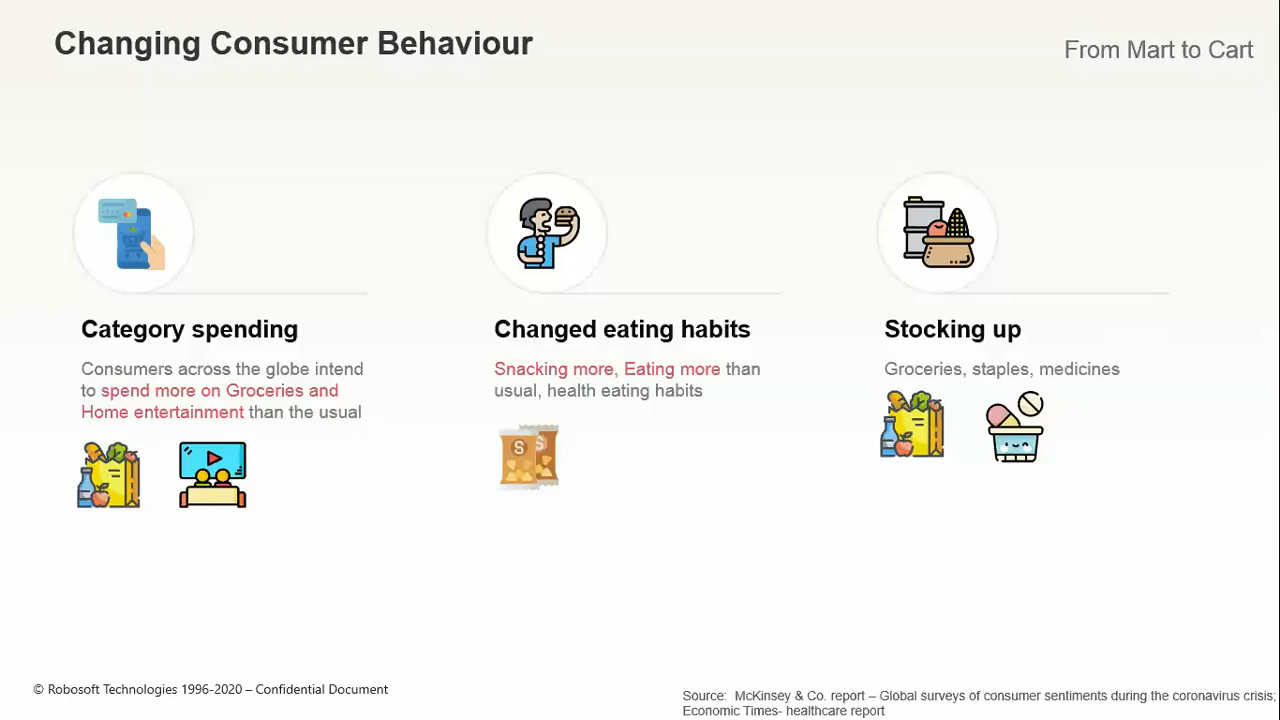 Changing Consumer Behaviour
From Mart to Cart
Category spending
Consumers across the globe intend
to spend more on Groceries and
Home entertainment than the usual
Changed eating habits
Snacking more, Eating more than
usual, health eating habits
S
S
Stocking up
Groceries, staples, medicines
© Robosoft Technologies 1996-2020 – Confidential Document
Source: McKinsey & Co. report – Global surveys of consumer sentiments during the coronavirus crisis;
Economic Times- healthcare report